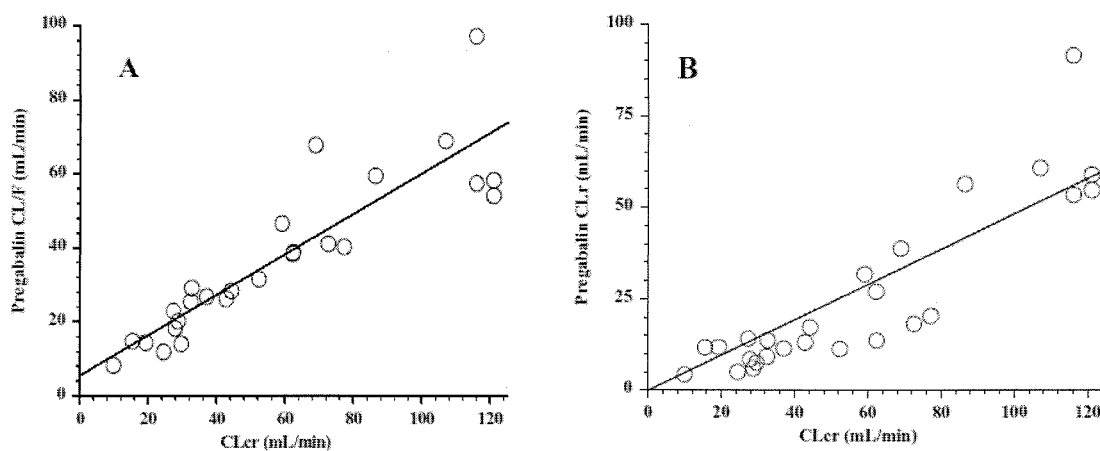 A
Pregabalin CL/F (mL/min)
100
80
60
40
20
0
0 20 40 60 80 100 120
CLcr (mL/min)
B
Pregabalin CLr (mL/min)
100
75
50
25
0
0 20 40 60 80 100 120
CLcr (mL/min)